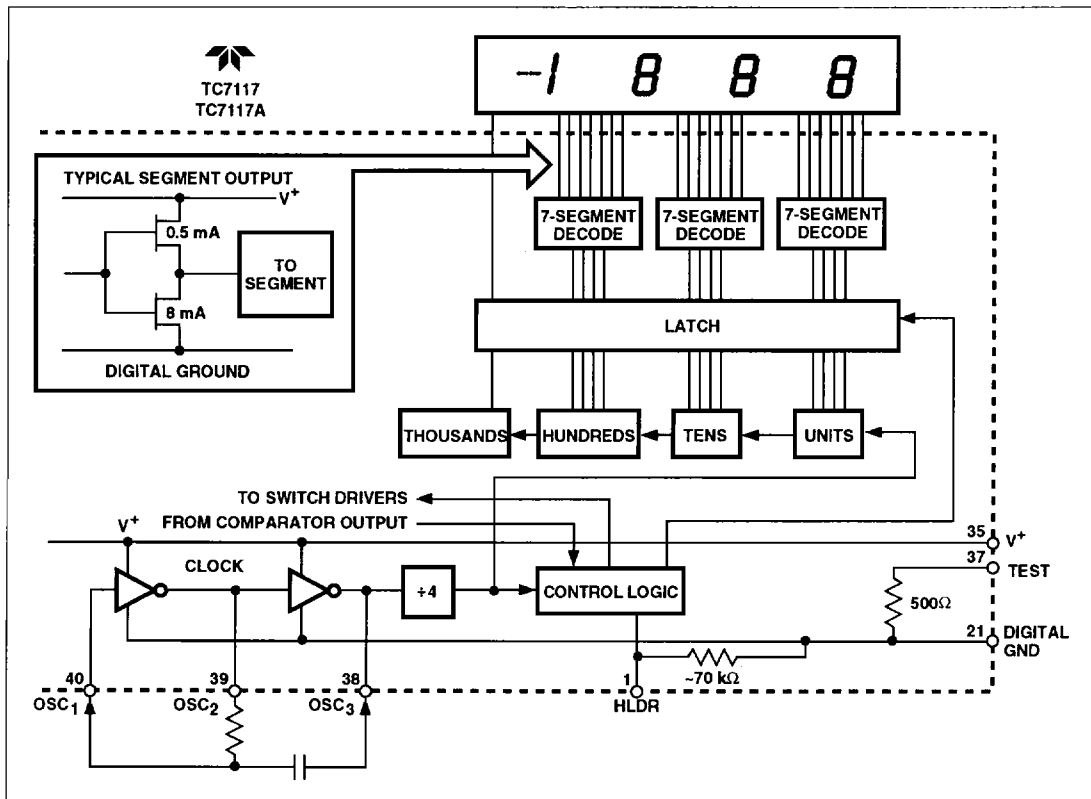 TC7117
TC7117A
-1 8 8 8
TYPICAL SEGMENT OUTPUT
V+
0.5 mA
TO
SEGMENT
8 mA
DIGITAL GROUND
7-SEGMENT
DECODE
7-SEGMENT
DECODE
7-SEGMENT
DECODE
LATCH
THOUSANDS
HUNDREDS
TENS
UNITS
TO SWITCH DRIVERS
FROM COMPARATOR OUTPUT
V+
CLOCK
÷4
CONTROL LOGIC
35
V+
37
TEST
500Ω
21
DIGITAL
GND
~70 kΩ
40
OSC1
39
OSC2
38
OSC3
1
HLDR